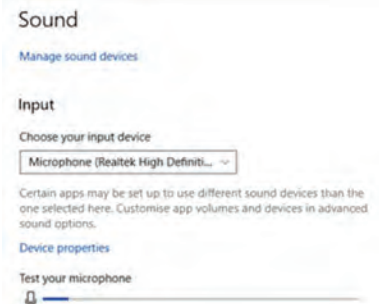 Sound
Manage sound devices
Input
Choose your input device
Microphone (Realtek High Definiti...
Certain apps may be set up to use different sound devices than the
one selected here. Customise app volumes and devices in advanced
sound options.
Device properties
Test your microphone